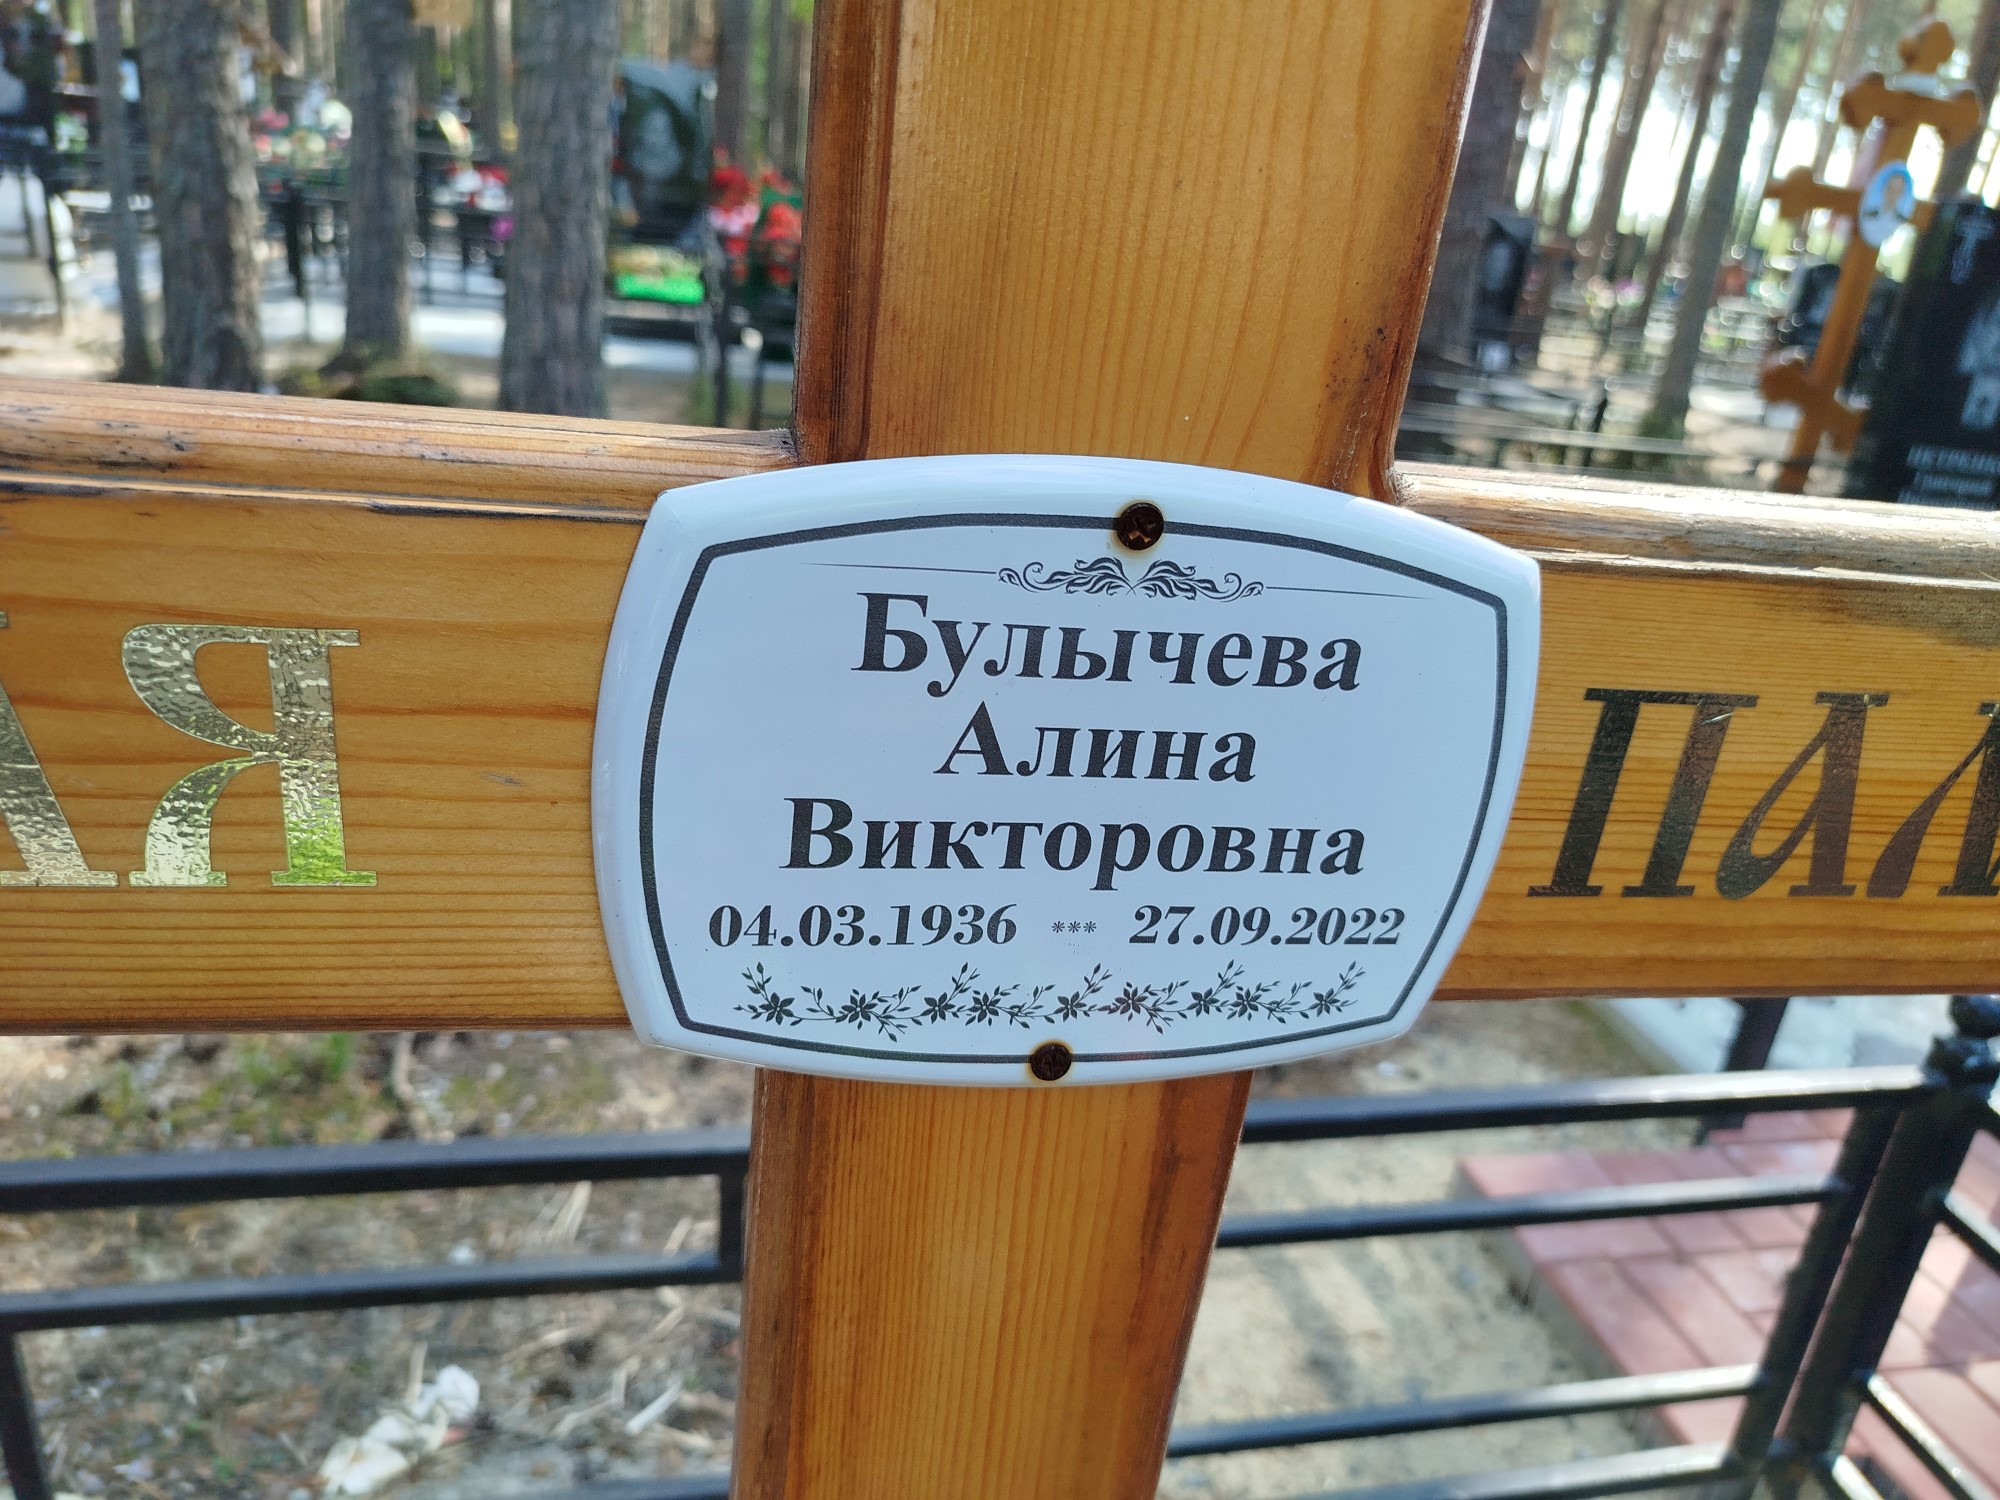 Булычева
Алина
Викторовна
04.03.1936 *** 27.09.2022